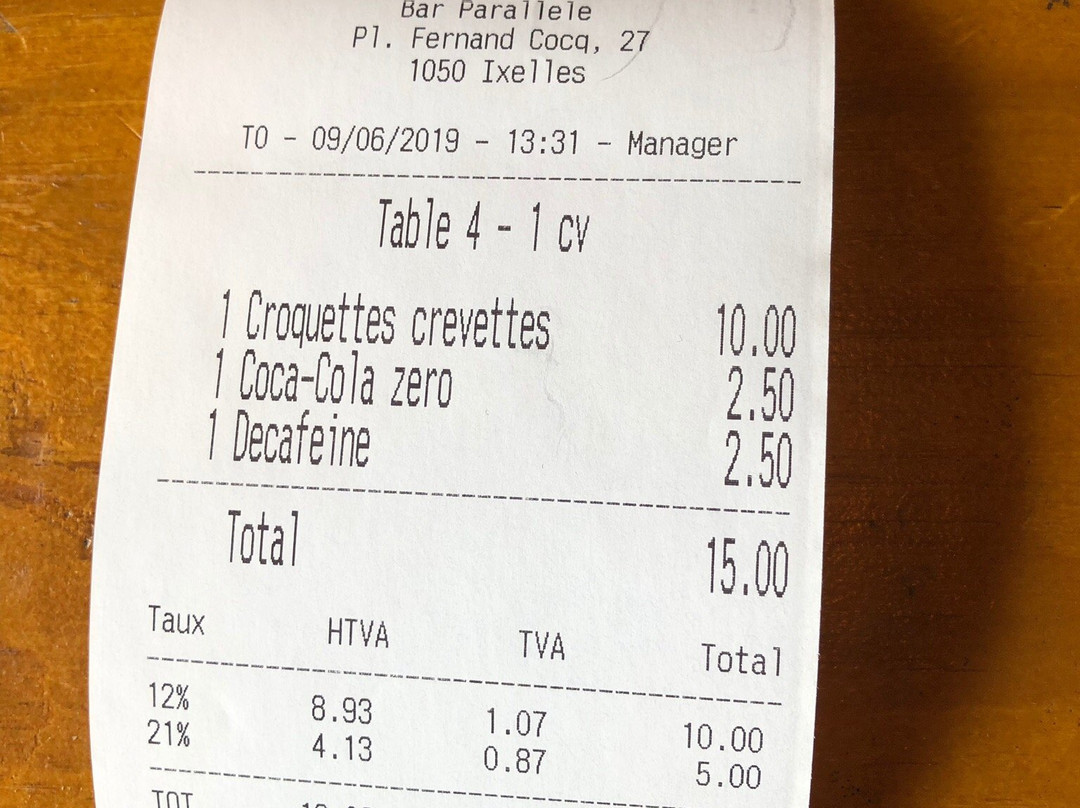 Bar Parallele
Pl. Fernand Cocq, 27
1050 Ixelles
TO - 09/06/2019 - 13:31 - Manager
Table 4 - 1 cv
1 Croquettes crevettes 10.00
1 Coca-Cola zero 2.50
1 Decafeine 2.50
Total 15.00
Taux HTVA TVA Total
12% 8.93 1.07 10.00
21% 4.13 0.87 5.00
TOT